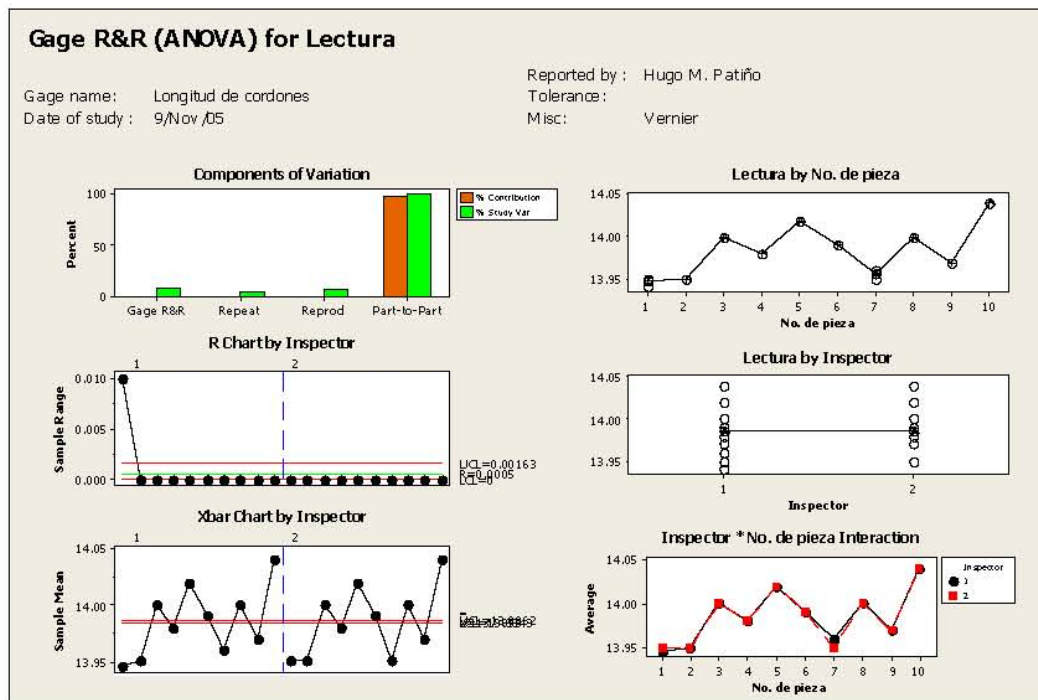 Gage R&R (ANOVA) for Lectura
Gage name: Longitud de cordones
Date of study : 9/Nov/05
Reported by : Hugo M. Patiño
Tolerance:
Misc: Vernier
Components of Variation
100
50
0
Percent
Gage R&R Repeat Reprod Part-to-Part
% Contribution
% Study Var
R Chart by Inspector
1 2
0.010
0.005
0.000
Sample Range
UCL=0.00163
R=0.0005
LCL=0
Xbar Chart by Inspector
1 2
14.05
14.00
13.95
Sample Mean
Lectura by No. de pieza
14.05
14.00
13.95
1 2 3 4 5 6 7 8 9 10
No. de pieza
Lectura by Inspector
14.05
14.00
13.95
1 2
Inspector
Inspector * No. de pieza Interaction
14.05
14.00
13.95
Average
1 2 3 4 5 6 7 8 9 10
No. de pieza
Inspector
1
2